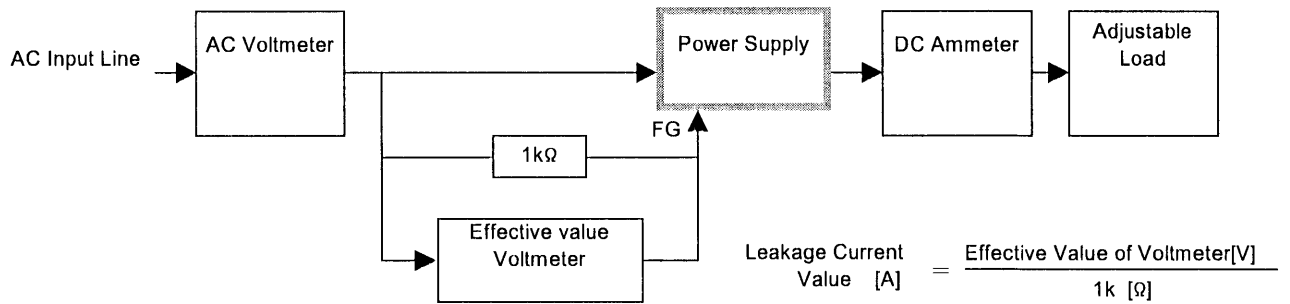 AC Input Line
AC Voltmeter
Power Supply
DC Ammeter
Adjustable
Load
FG
1kΩ
Effective value
Voltmeter
Leakage Current
Value [A]
=
Effective Value of Voltmeter[V]
1k [Ω]